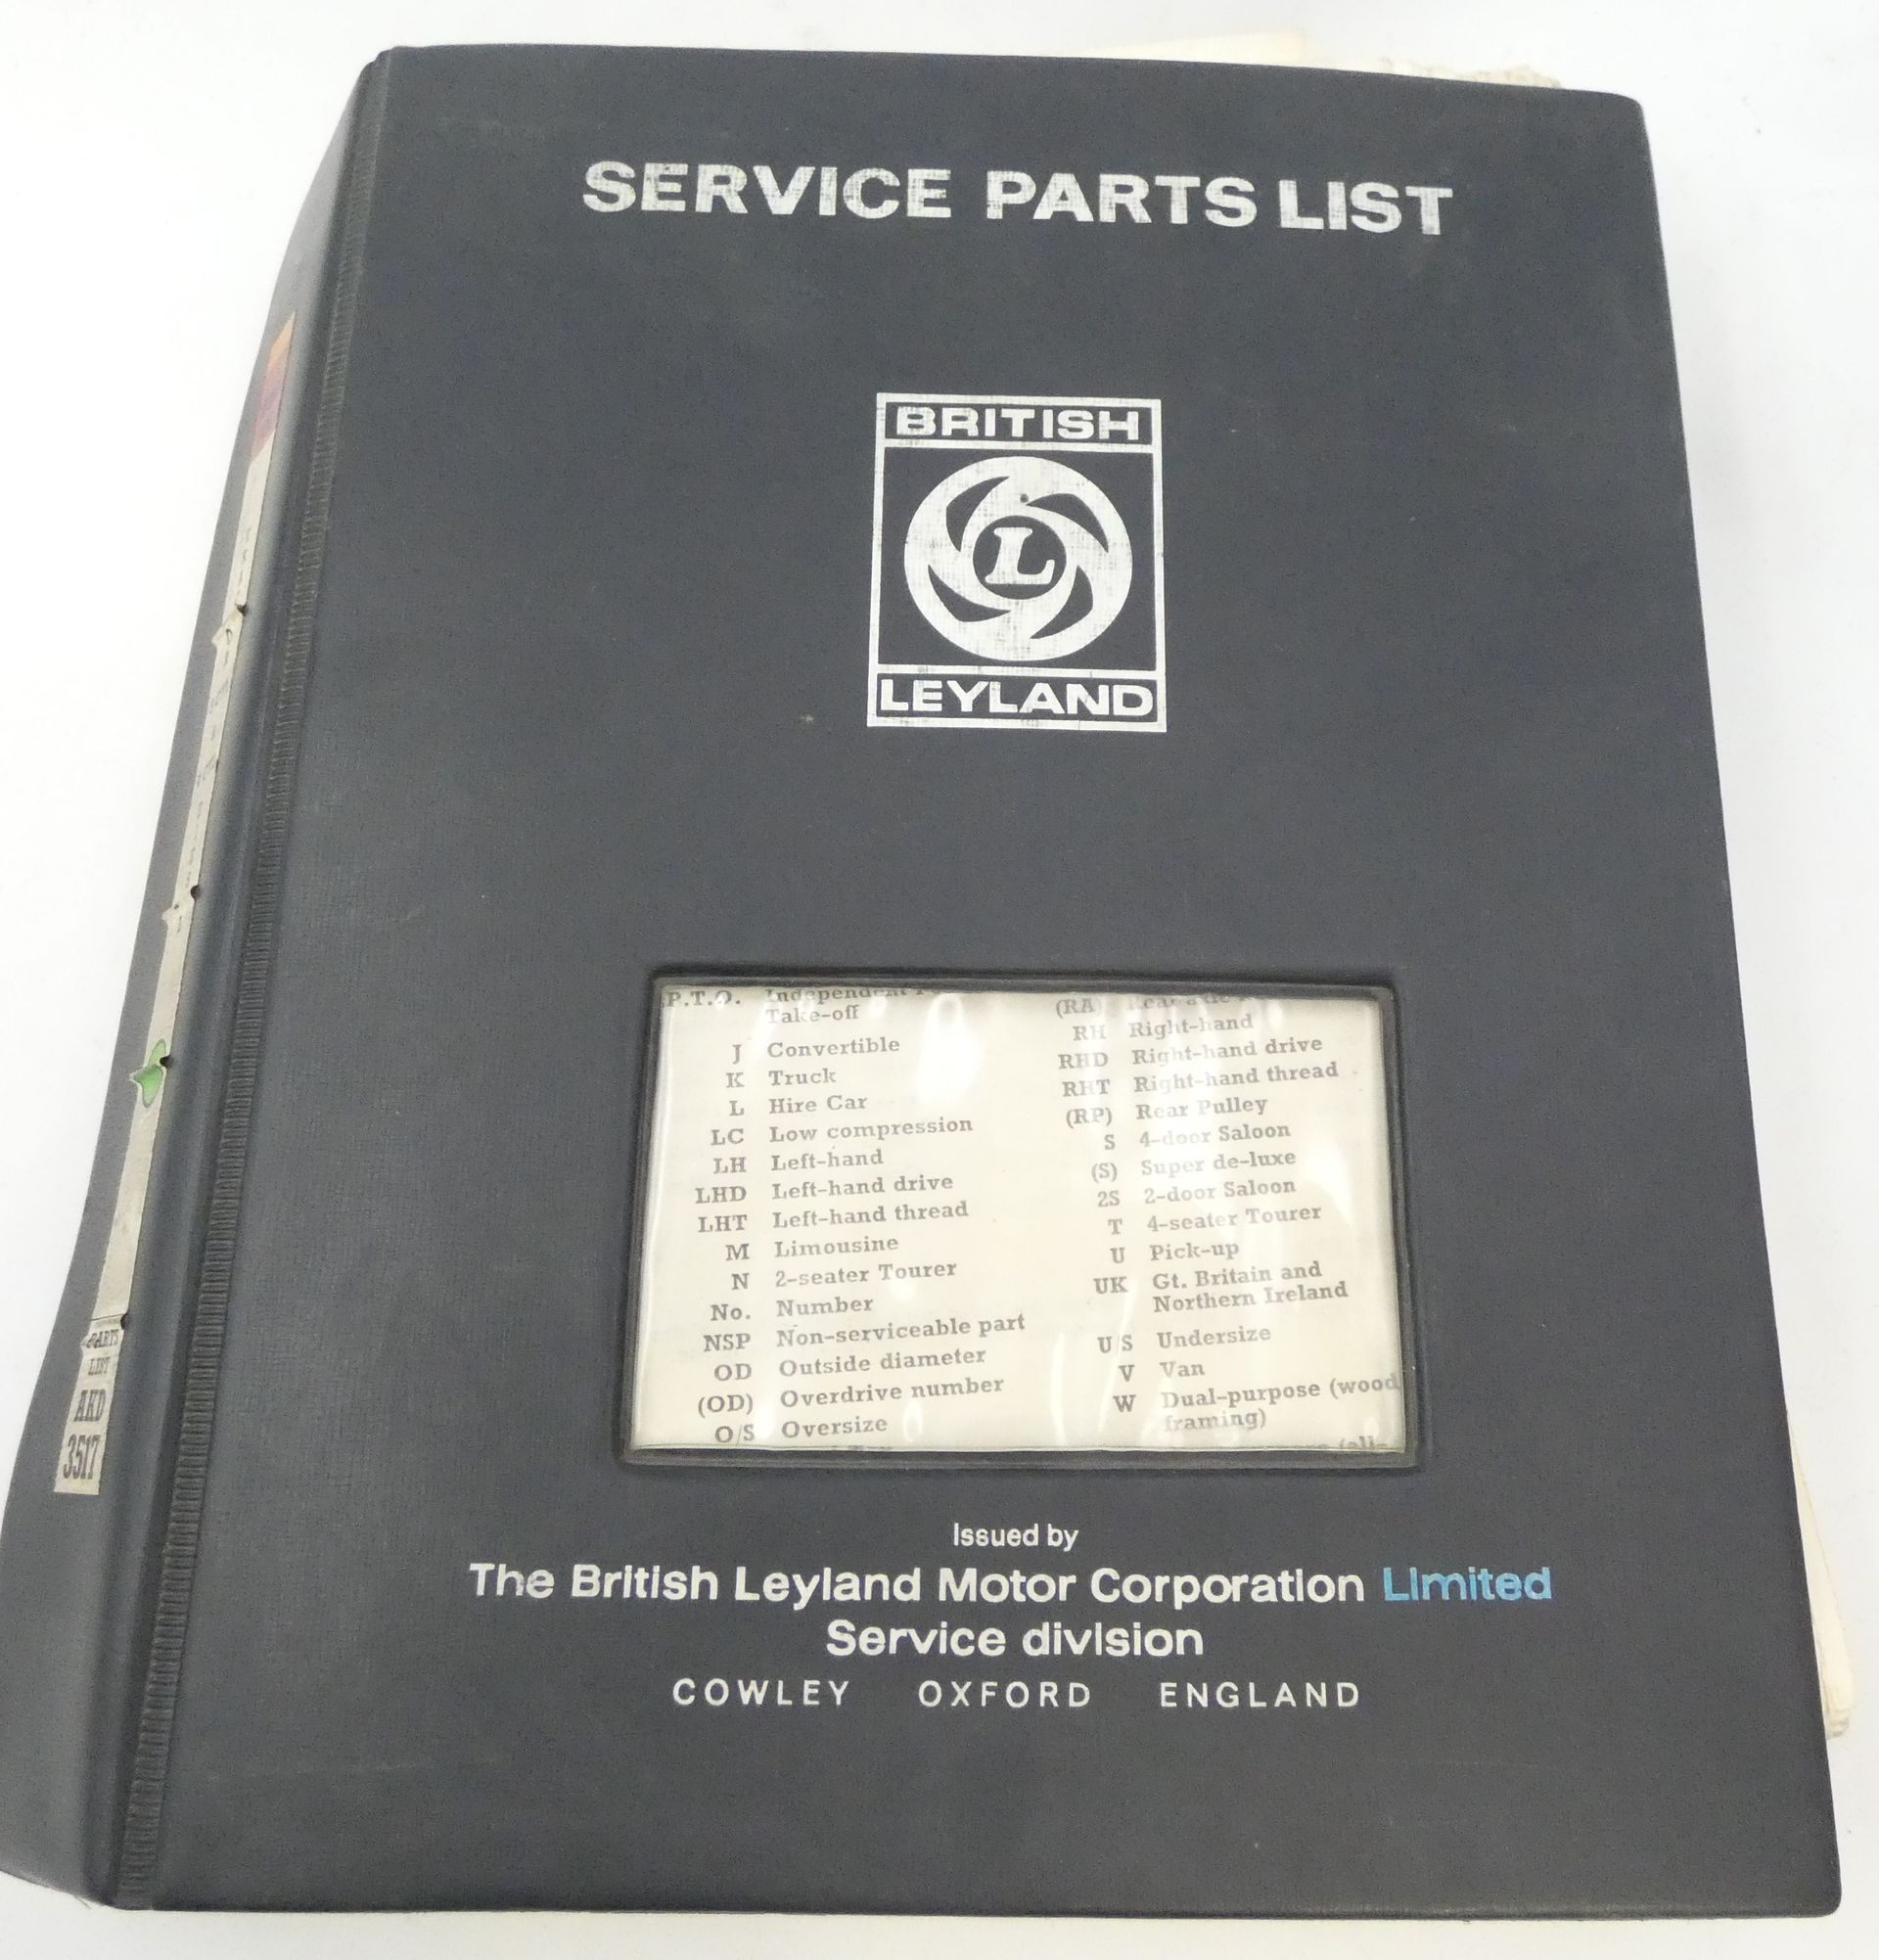 SERVICE PARTS LIST
BRITISH
L
LEYLAND
P.T.O. Independent
Take-off
J Convertible
K Truck
L Hire Car
LC Low compression
LH Left-hand
LHD Left-hand drive
LHT Left-hand thread
M Limousine
N 2-seater Tourer
No. Number
NSP Non-serviceable part
OD Outside diameter
(OD) Overdrive number
O/S Oversize
(RA) Rear axle
RH Right-hand
RHD Right-hand drive
RHT Right-hand thread
(RP) Rear Pulley
S 4-door Saloon
(S) Super de-luxe
2S 2-door Saloon
T 4-seater Tourer
U Pick-up
UK Gt. Britain and
Northern Ireland
U/S Undersize
V Van
W Dual-purpose (wood
framing)
Issued by
The British Leyland Motor Corporation Limited
Service division
COWLEY OXFORD ENGLAND
PARTS
LIST
AKD
3517